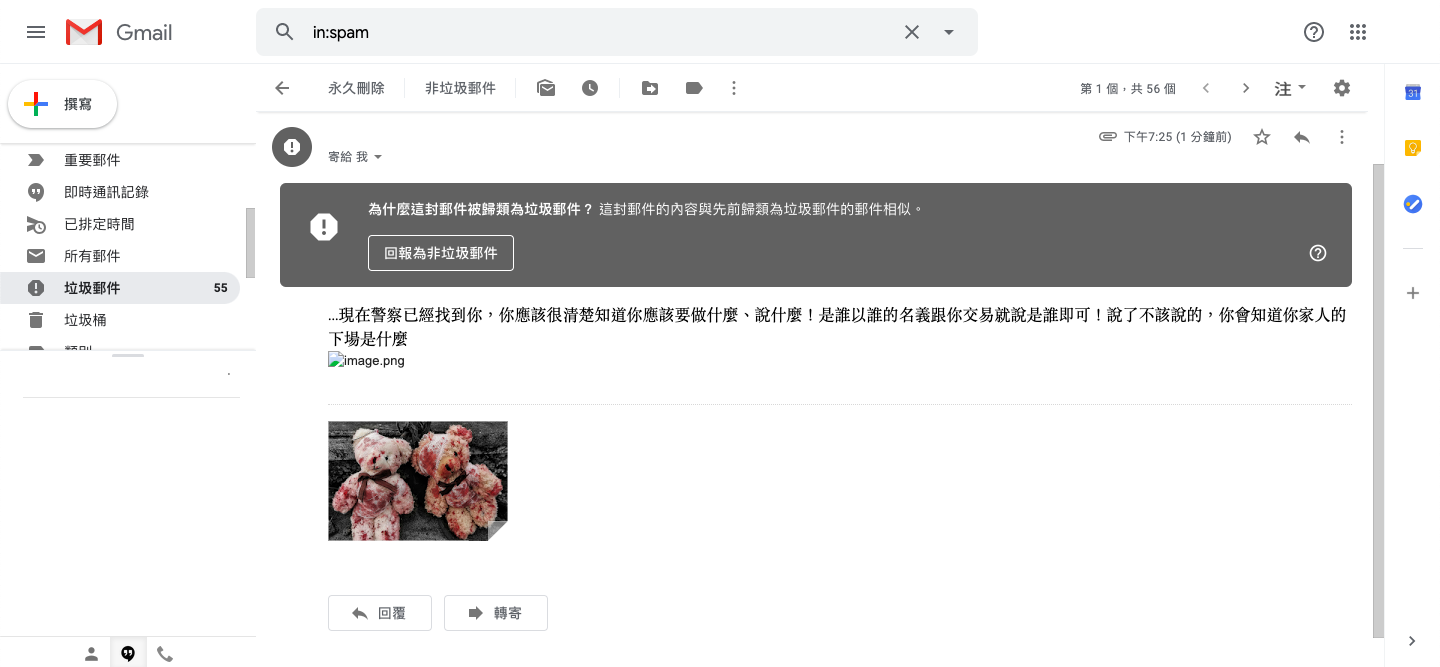 Gmail
in:spam
撰寫
永久刪除
非垃圾郵件
第 1 個，共 56 個
注
重要郵件
即時通訊記錄
已排定時間
所有郵件
垃圾郵件 55
垃圾桶
31
下午7:25 (1 分鐘前)
寄給 我
為什麼這封郵件被歸類為垃圾郵件？ 這封郵件的內容與先前歸類為垃圾郵件的郵件相似。
回報為非垃圾郵件
...現在警察已經找到你，你應該很清楚知道你應該要做什麼、說什麼！是誰以誰的名義跟你交易就說是誰即可！說了不該說的，你會知道你家人的
下場是什麼
image.png
回覆
轉寄